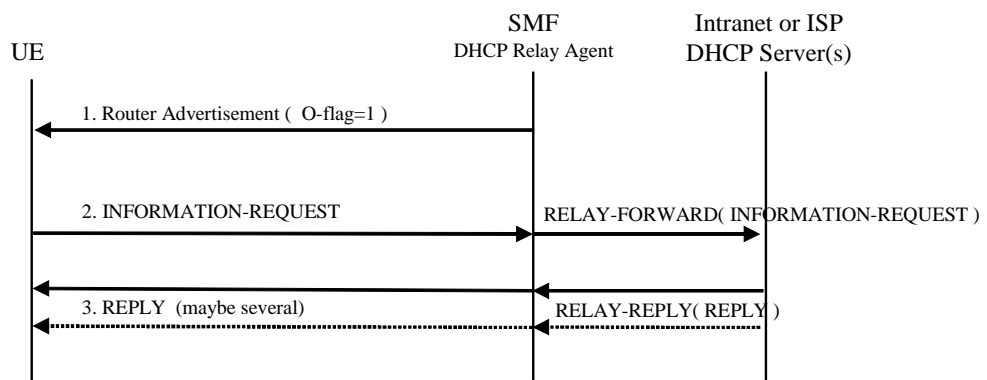 UE
SMF
DHCP Relay Agent
Intranet or ISP
DHCP Server(s)
1. Router Advertisement ( O-flag=1 )
2. INFORMATION-REQUEST
RELAY-FORWARD( INFORMATION-REQUEST )
3. REPLY (maybe several)
RELAY-REPLY( REPLY )